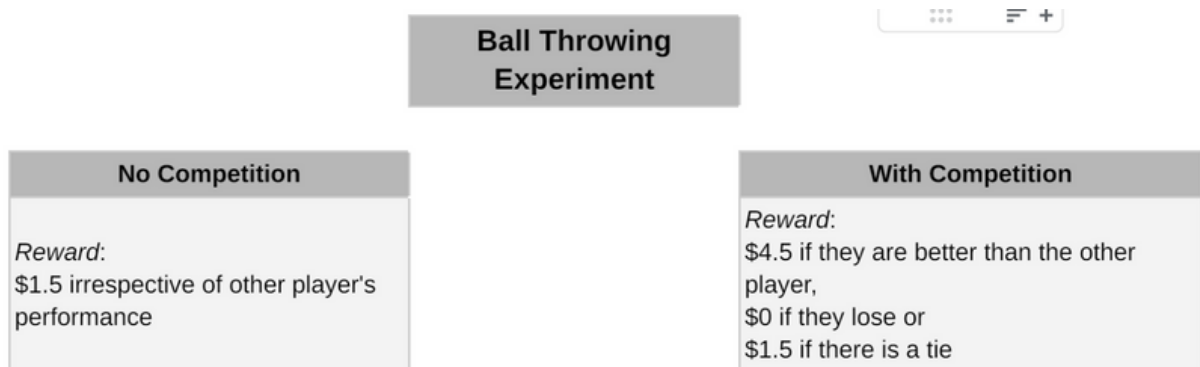 Ball Throwing
Experiment
No Competition
Reward:
$1.5 irrespective of other player's
performance
With Competition
Reward:
$4.5 if they are better than the other
player,
$0 if they lose or
$1.5 if there is a tie